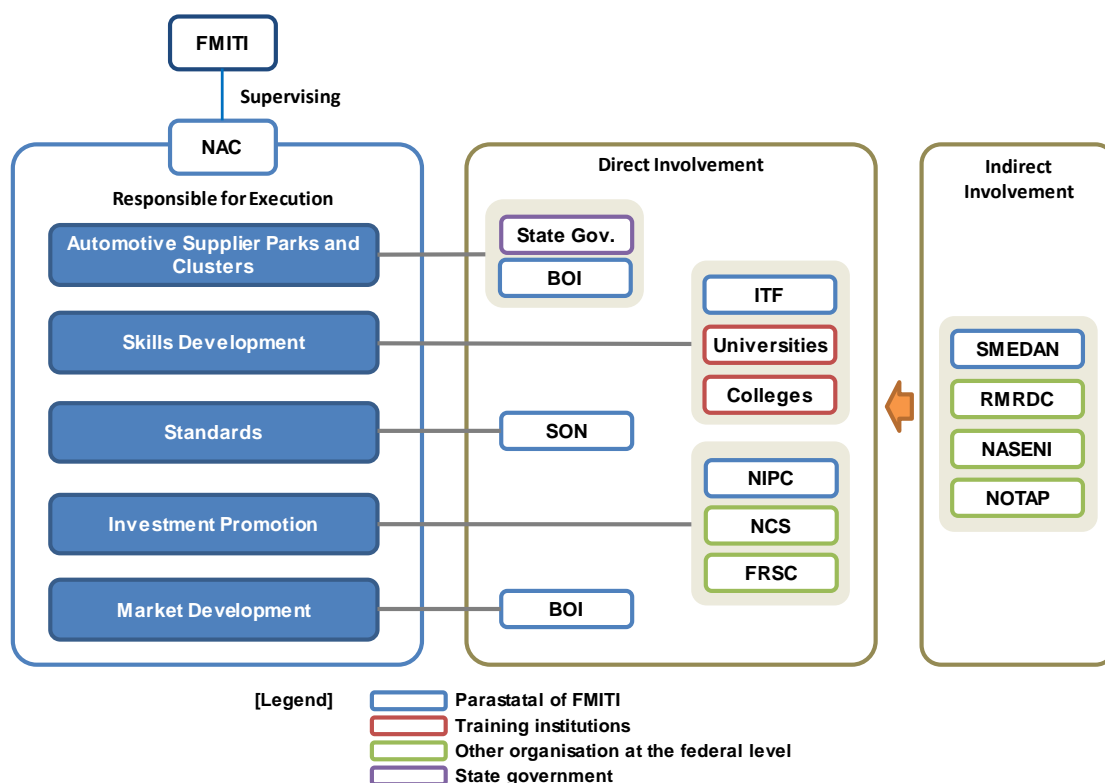 FMITI
Supervising
NAC
Responsible for Execution
Automotive Supplier Parks and
Clusters
Skills Development
Standards
Investment Promotion
Market Development
Direct Involvement
State Gov.
BOI
ITF
Universities
Colleges
SON
NIPC
NCS
FRSC
BOI
Indirect
Involvement
SMEDAN
RMRDC
NASENI
NOTAP
[Legend]
Parastatal of FMITI
Training institutions
Other organisation at the federal level
State government